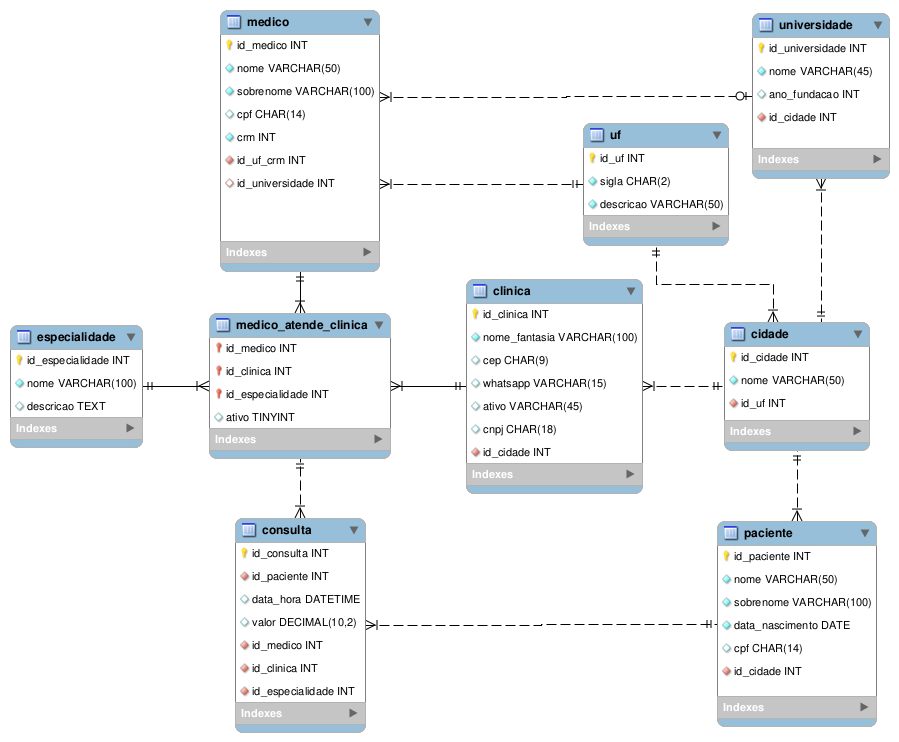 medico
id_medico INT
nome VARCHAR(50)
sobrenome VARCHAR(100)
cpf CHAR(14)
crm INT
id_uf_crm INT
id_universidade INT
Indexes
universidade
id_universidade INT
nome VARCHAR(45)
ano_fundacao INT
id_cidade INT
Indexes
uf
id_uf INT
sigla CHAR(2)
descricao VARCHAR(50)
Indexes
especialidade
id_especialidade INT
nome VARCHAR(100)
descricao TEXT
Indexes
medico_atende_clinica
id_medico INT
id_clinica INT
id_especialidade INT
ativo TINYINT
Indexes
clinica
id_clinica INT
nome_fantasia VARCHAR(100)
cep CHAR(9)
whatsapp VARCHAR(15)
ativo VARCHAR(45)
cnpj CHAR(18)
id_cidade INT
Indexes
cidade
id_cidade INT
nome VARCHAR(50)
id_uf INT
Indexes
consulta
id_consulta INT
id_paciente INT
data_hora DATETIME
valor DECIMAL(10,2)
id_medico INT
id_clinica INT
id_especialidade INT
Indexes
paciente
id_paciente INT
nome VARCHAR(50)
sobrenome VARCHAR(100)
data_nascimento DATE
cpf CHAR(14)
id_cidade INT
Indexes